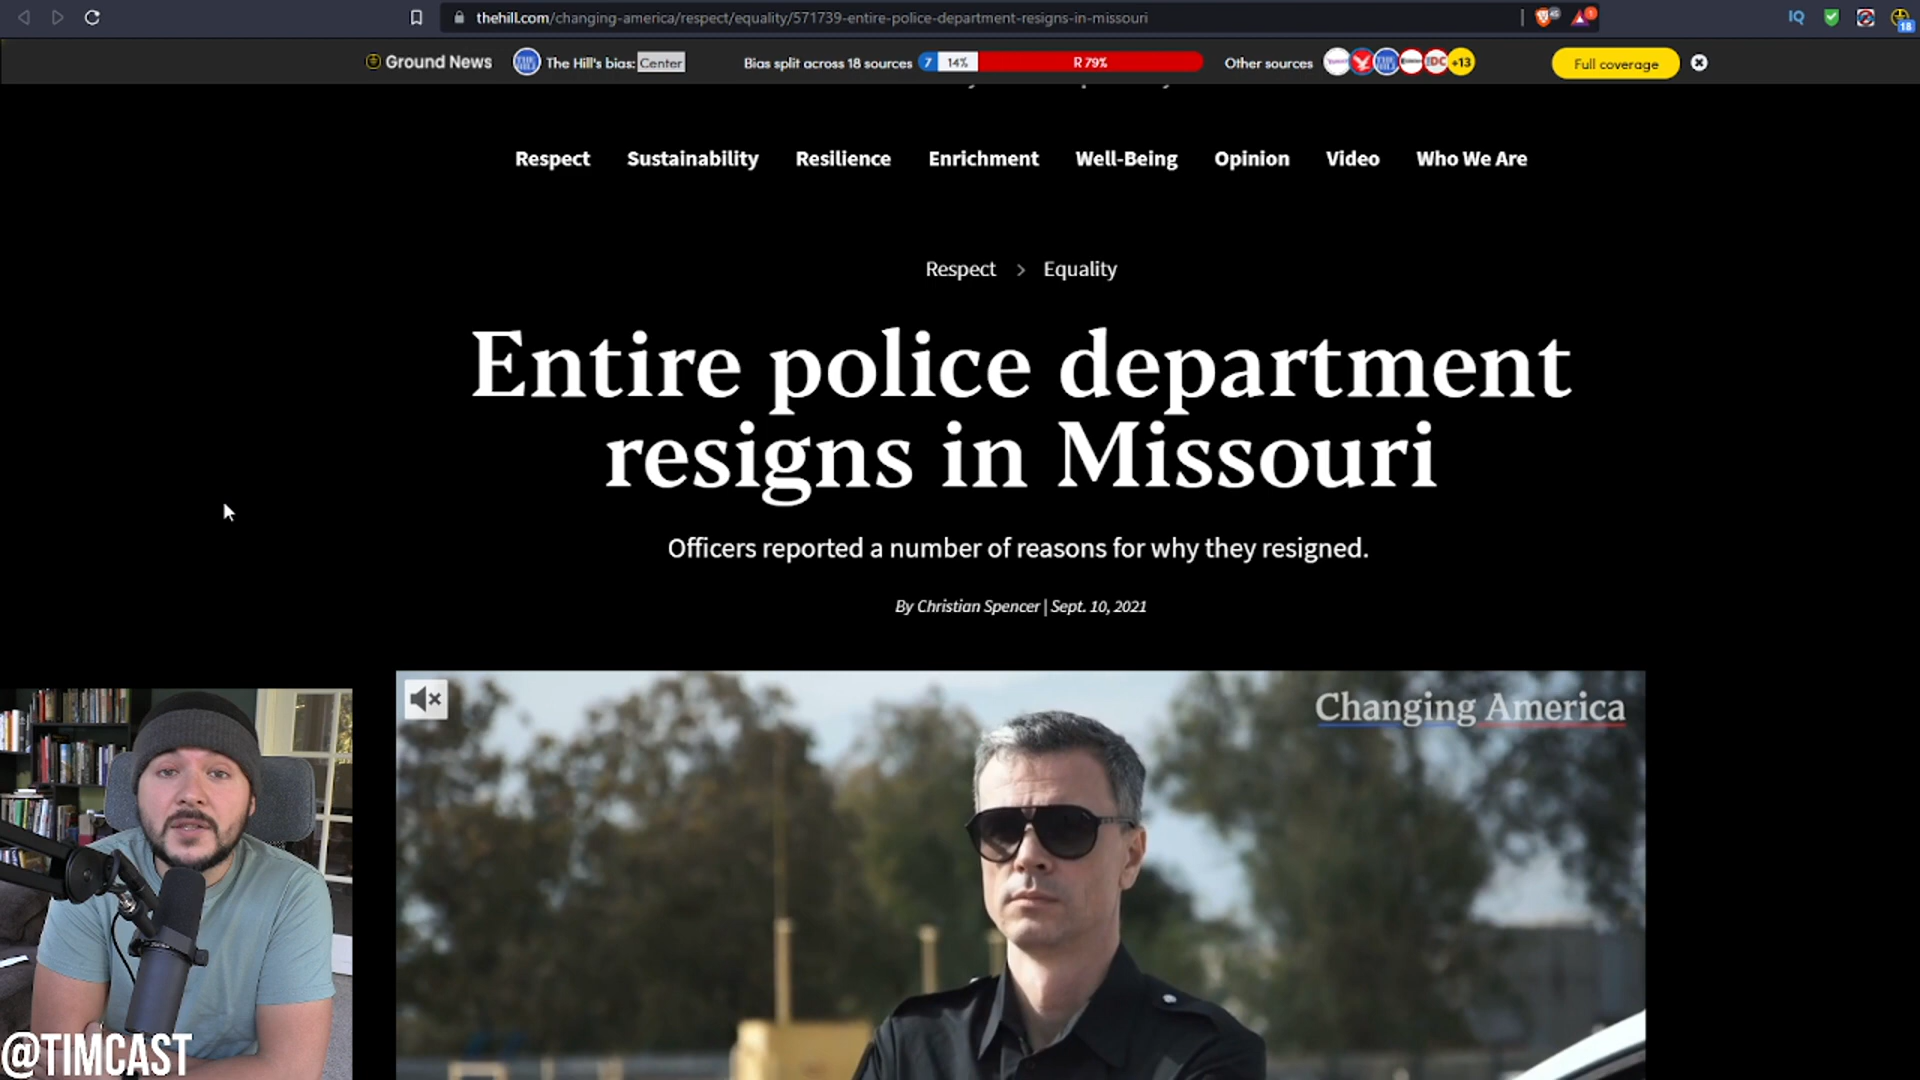 thehill.com/changing-america/respect/equality/571739-entire-police-department-resigns-in-missouri
IQ
18
Ground News
The Hill's bias: Center
Bias split across 18 sources
7
14%
R 79%
Other sources
+13
Full coverage
Respect
Sustainability
Resilience
Enrichment
Well-Being
Opinion
Video
Who We Are
Respect > Equality
Entire police department
resigns in Missouri
Officers reported a number of reasons for why they resigned.
By Christian Spencer | Sept. 10, 2021
Changing America
@TIMCAST